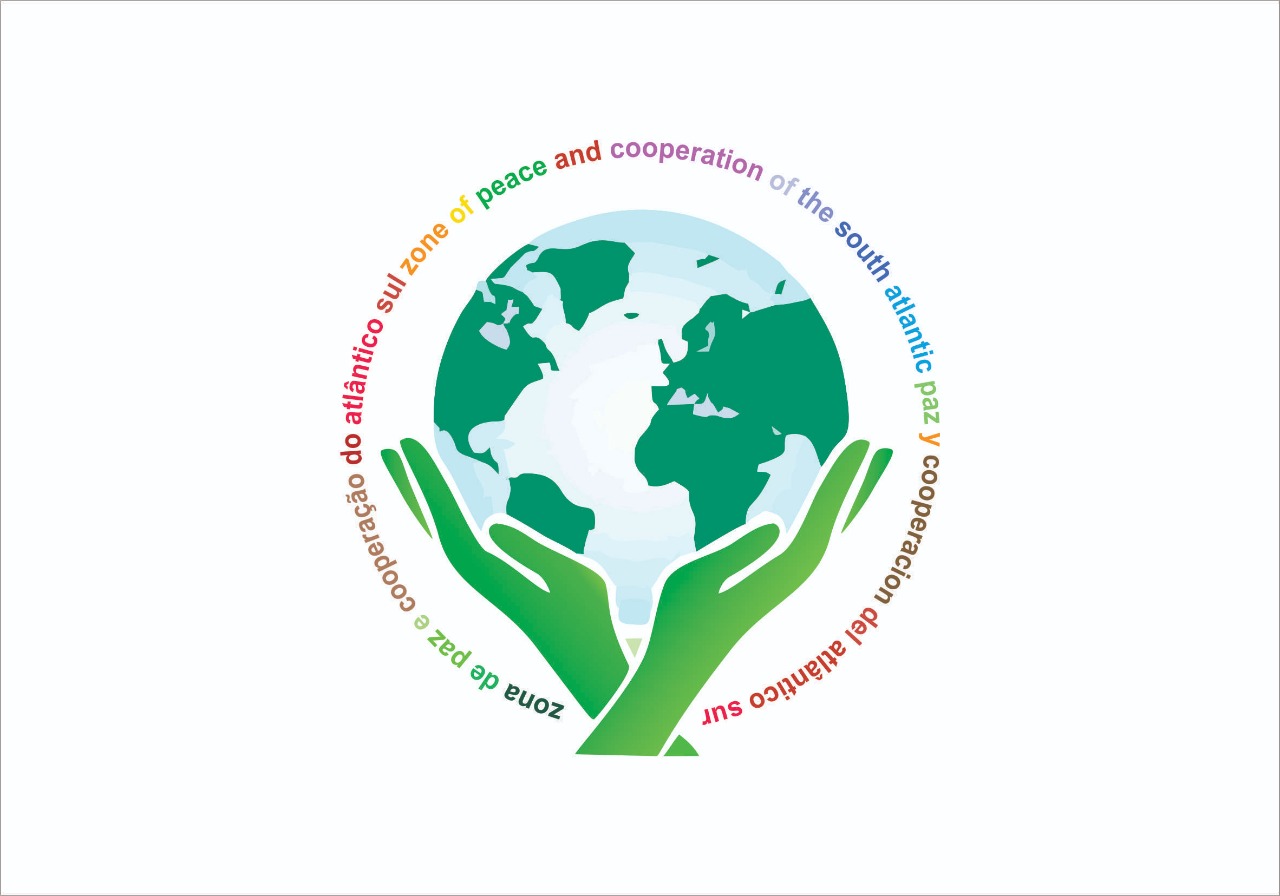 zona de paz e cooperação do atlântico sul zone of peace and cooperation of the south atlantic paz y cooperacion del atlântico sur